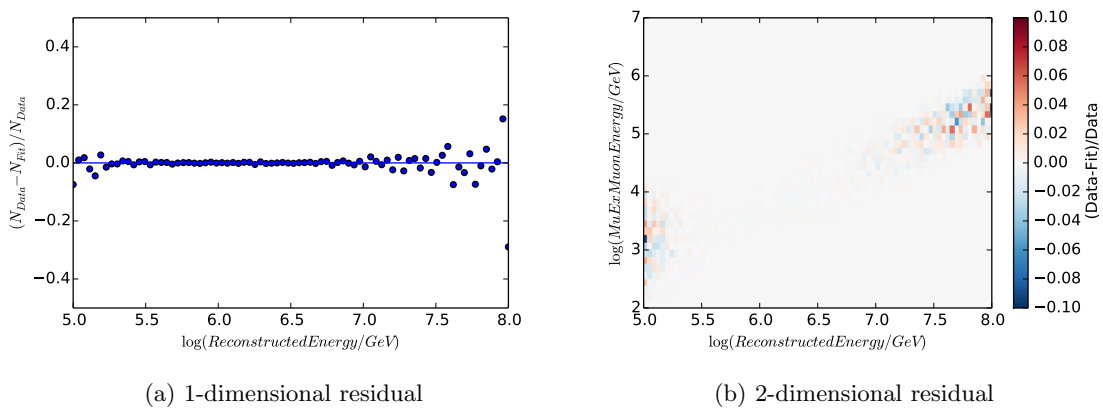 0.4
0.2
0.0
−0.2
−0.4
(N_Data−N_Fit)/N_Data
5.0 5.5 6.0 6.5 7.0 7.5 8.0
log(ReconstructedEnergy/GeV)
(a) 1-dimensional residual
7
6
5
4
3
2
log(MuExMuonEnergy/GeV)
5.0 5.5 6.0 6.5 7.0 7.5 8.0
log(ReconstructedEnergy/GeV)
0.10
0.08
0.06
0.04
0.02
0.00
−0.02
−0.04
−0.06
−0.08
−0.10
(Data-Fit)/Data
(b) 2-dimensional residual